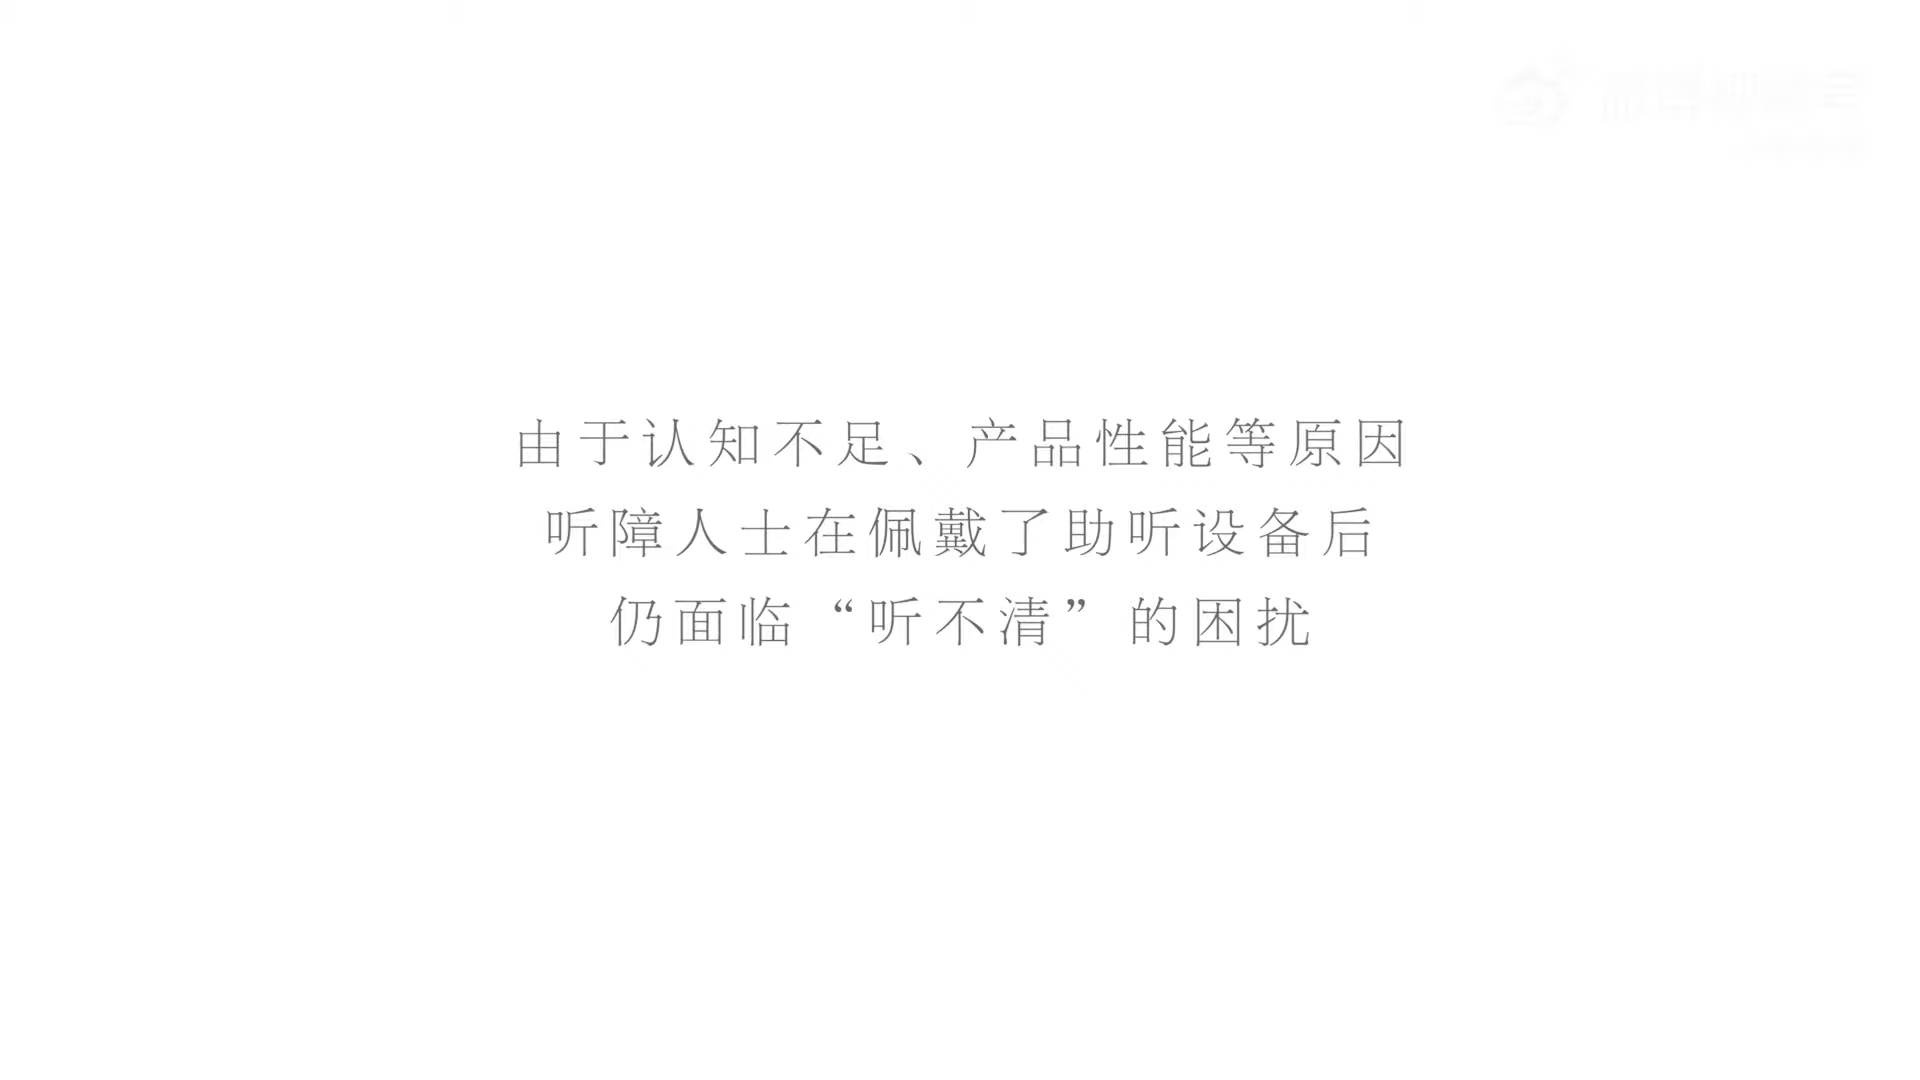 由于认知不足、产品性能等原因
听障人士在佩戴了助听设备后
仍面临“听不清”的困扰